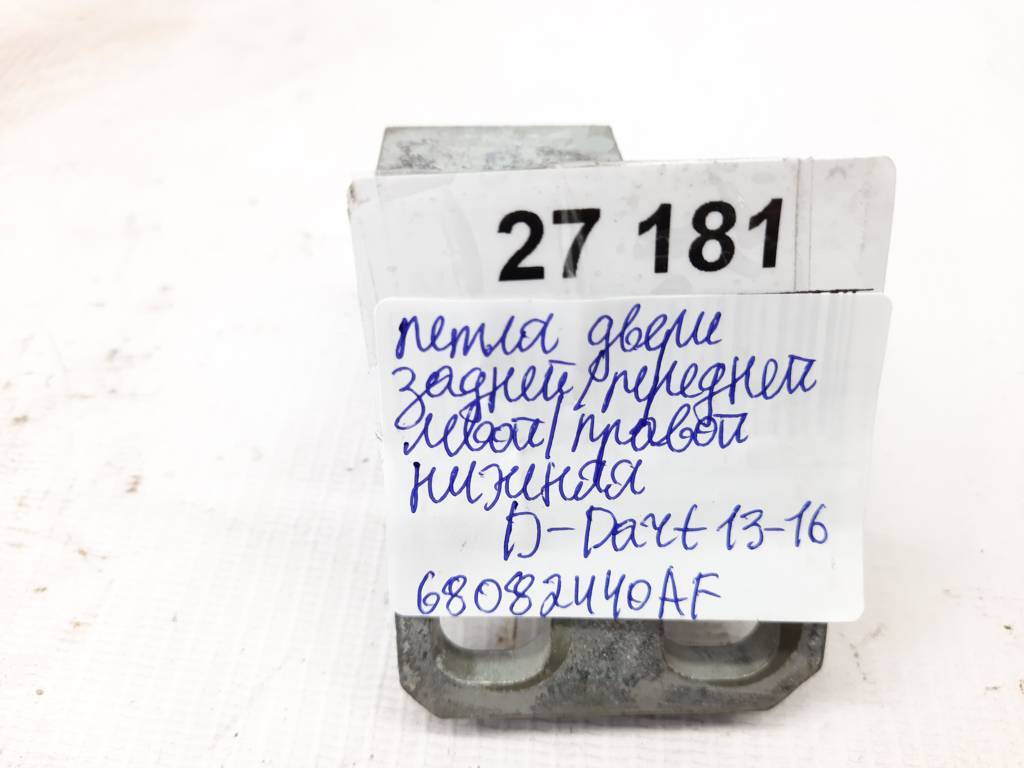 27 181
петля двери
задней/передней
левой/правой
нижняя
D-Dart 13-16
68082440AF